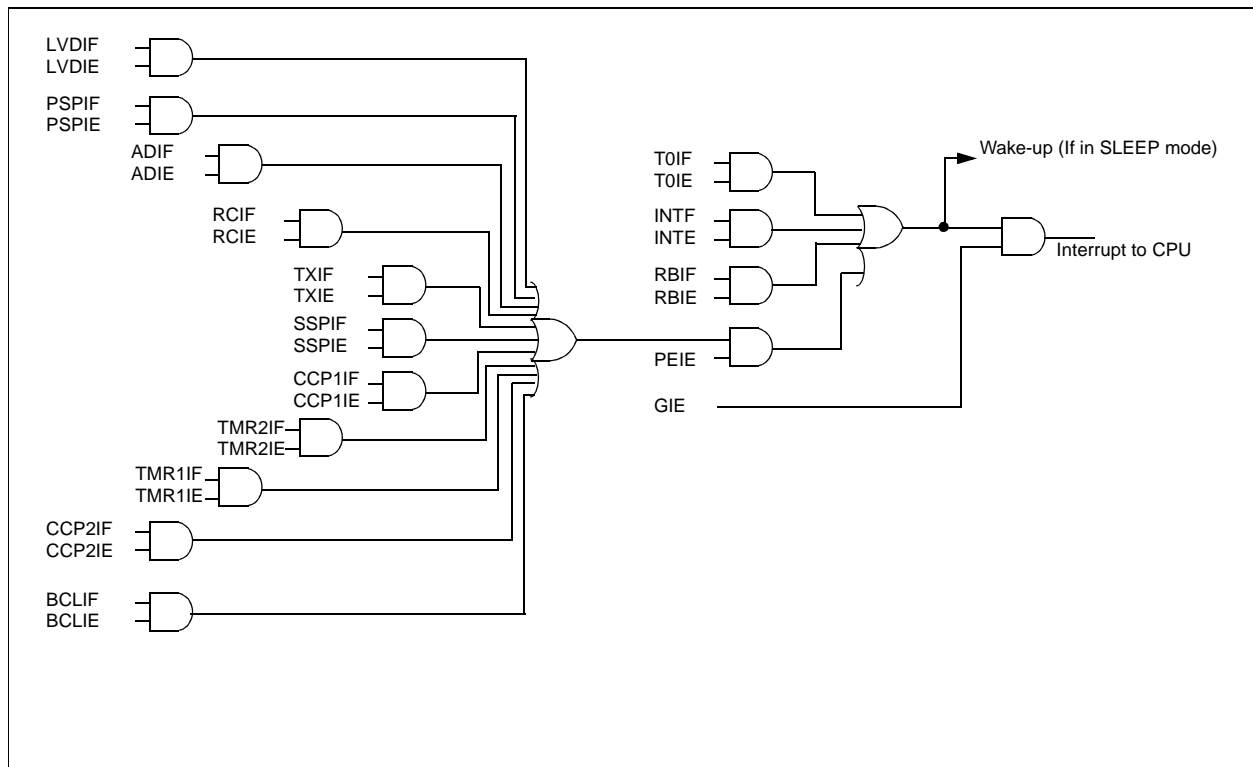 LVDIF
LVDIE
PSPIF
PSPIE
ADIF
ADIE
RCIF
RCIE
TXIF
TXIE
SSPIF
SSPIE
CCP1IF
CCP1IE
TMR2IF
TMR2IE
TMR1IF
TMR1IE
CCP2IF
CCP2IE
BCLIF
BCLIE
T0IF
T0IE
INTF
INTE
RBIF
RBIE
PEIE
GIE
Wake-up (If in SLEEP mode)
Interrupt to CPU